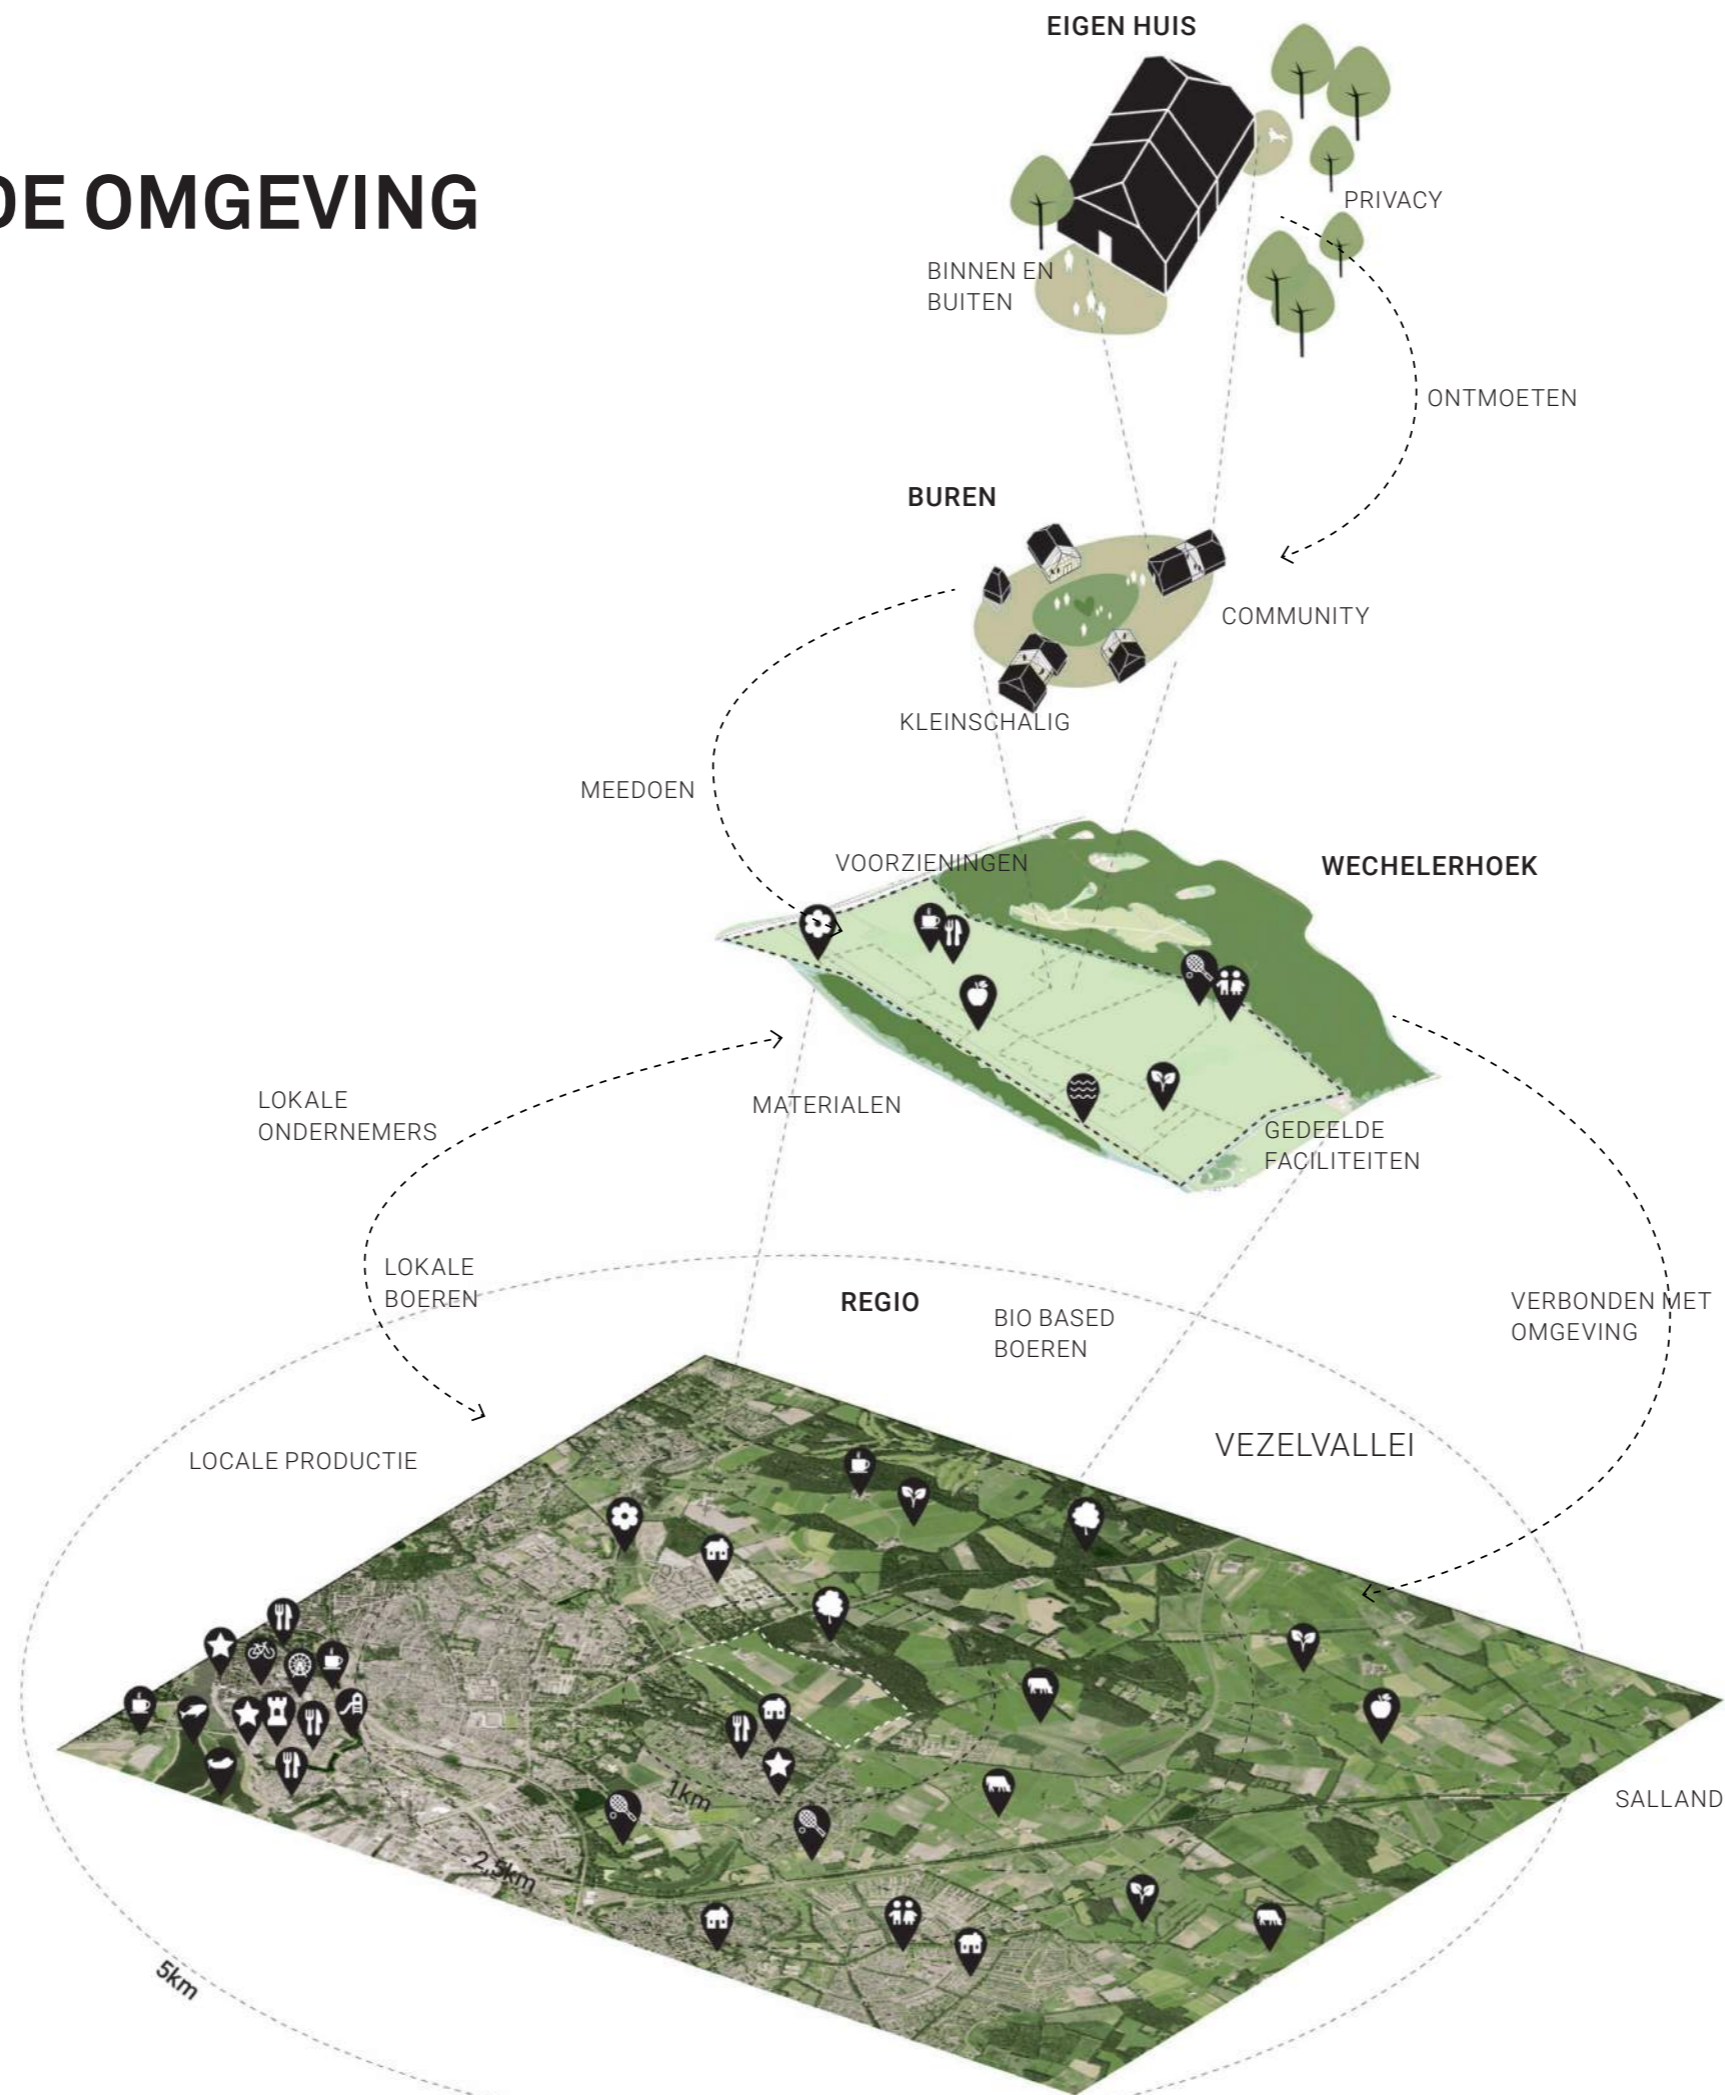 EIGEN HUIS
DE OMGEVING
PRIVACY
BINNEN EN
BUITEN
ONTMOETEN
BUREN
COMMUNITY
KLEINSCHALIG
MEEDOEN
VOORZIENINGEN
WECHELERHOEK
LOKALE
ONDERNEMERS
MATERIALEN
GEDEELDE
FACILITEITEN
LOKALE
BOEREN
REGIO
BIO BASED
BOEREN
VERBONDEN MET
OMGEVING
VEZELVALLEI
LOCALE PRODUCTIE
1km
SALLAND
2,5km
5km